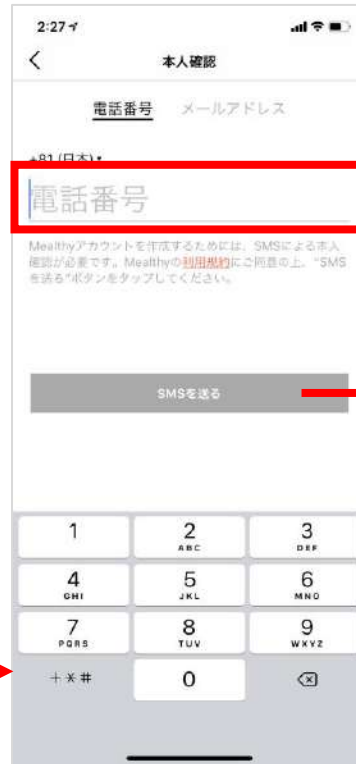 2:27
本人確認
電話番号 メールアドレス
+81 (日本)
電話番号
Mealthyアカウントを作成するためには、SMSによる本人
確認が必要です。Mealthyの利用規約にご同意の上、"SMS
を送る"ボタンをタップしてください。
SMSを送る
1 2 3
ABC DEF
4 5 6
GHI JKL MNO
7 8 9
PQRS TUV WXYZ
+*# 0